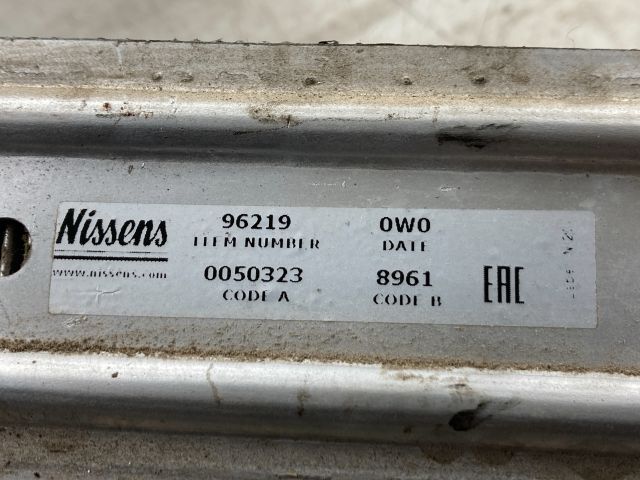 Nissens 96219 0W0
ITEM NUMBER DATE
www.nissens.com 0050323 8961 EAC
CODE A CODE B